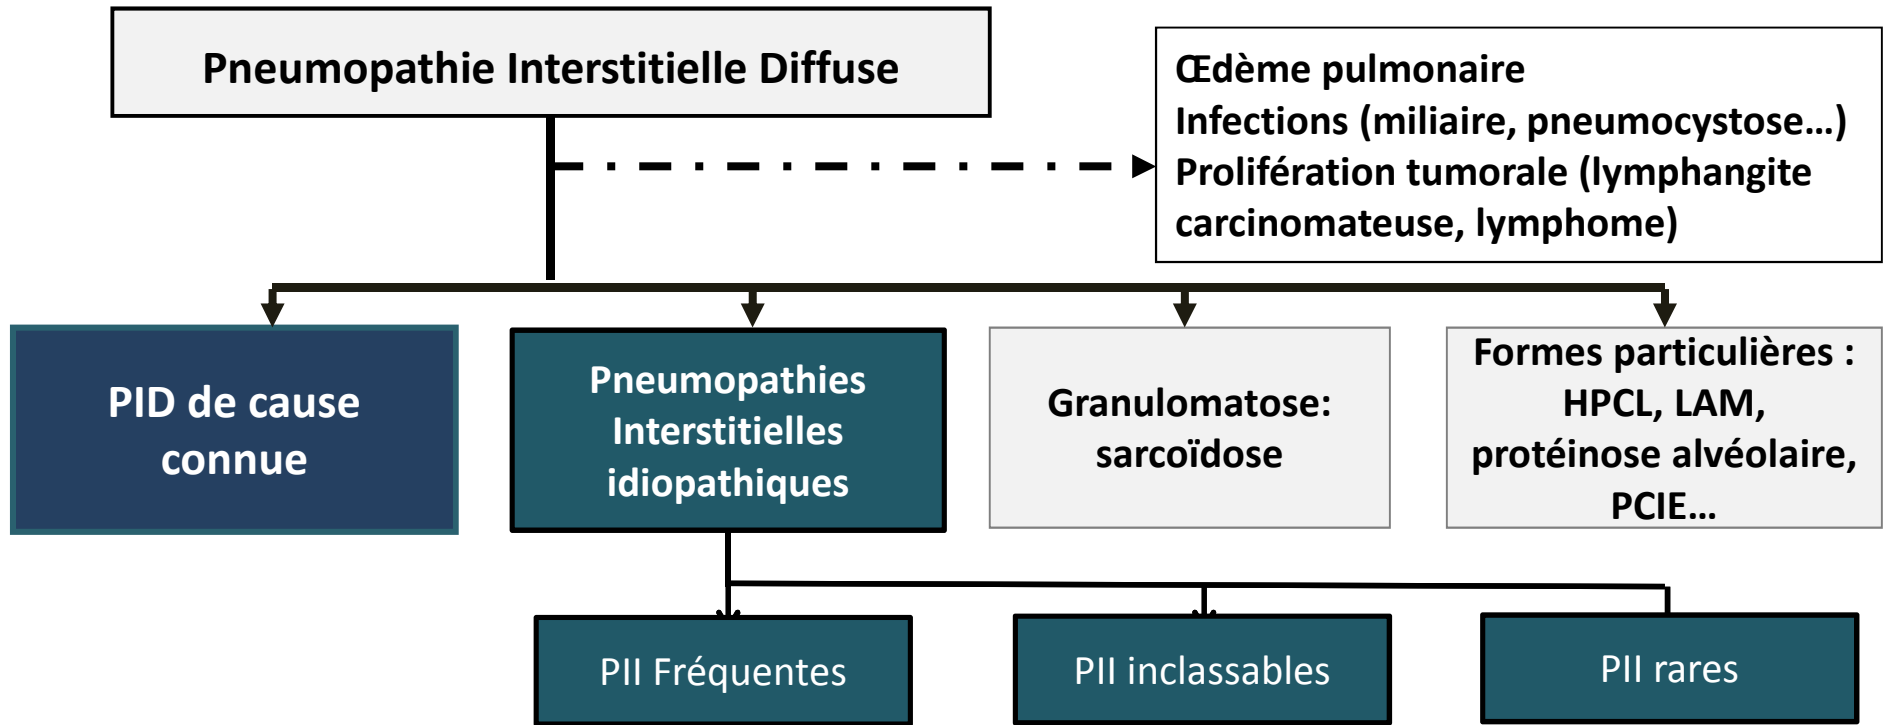 Pneumopathie Interstitielle Diffuse
Œdème pulmonaire
Infections (miliaire, pneumocystose…)
Prolifération tumorale (lymphangite
carcinomateuse, lymphome)
PID de cause
connue
Pneumopathies
Interstitielles
idiopathiques
Granulomatose:
sarcoïdose
Formes particulières :
HPCL, LAM,
protéinose alvéolaire,
PCIE…
PII Fréquentes
PII inclassables
PII rares